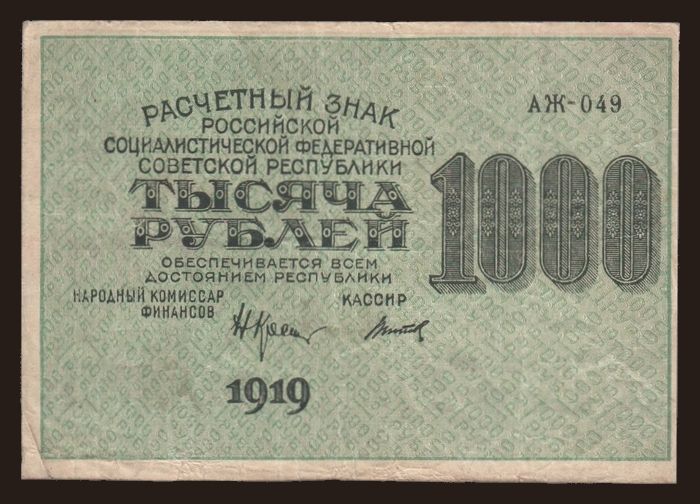 РАСЧЕТНЫЙ ЗНАК
РОССИЙСКОЙ
СОЦИАЛИСТИЧЕСКОЙ ФЕДЕРАТИВНОЙ
СОВЕТСКОЙ РЕСПУБЛИКИ
ТЫСЯЧА
РУБЛЕЙ
ОБЕСПЕЧИВАЕТСЯ ВСЕМ
ДОСТОЯНИЕМ РЕСПУБЛИКИ
НАРОДНЫЙ КОМИССАР
ФИНАНСОВ
КАССИР
1919
АЖ-049
1000